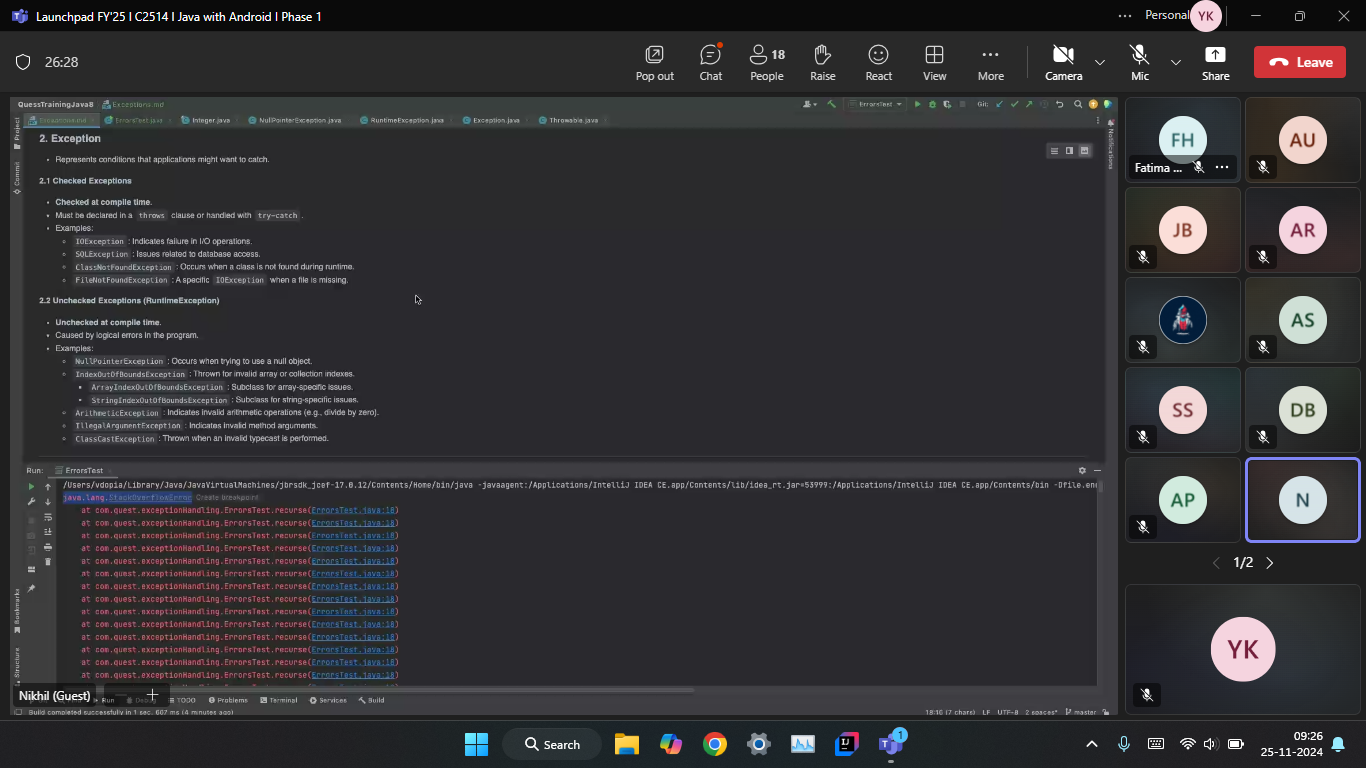 Launchpad FY'25 | C2514 | Java with Android | Phase 1
Personal
YK
26:28
Pop out
Chat
18
People
Raise
React
View
More
Camera
Mic
Share
Leave
QuessTrainingJava8
Exceptions.md
ErrorsTest
Git:
Exceptions.md
ErrorsTest.java
Integer.java
NullPointerException.java
RuntimeException.java
Exception.java
Throwable.java
Project
Commit
Notifications
2. Exception
Represents conditions that applications might want to catch.
2.1 Checked Exceptions
Checked at compile time.
Must be declared in a throws clause or handled with try-catch .
Examples:
IOException : Indicates failure in I/O operations.
SQLException : Issues related to database access.
ClassNotFoundException : Occurs when a class is not found during runtime.
FileNotFoundException : A specific IOException when a file is missing.
2.2 Unchecked Exceptions (RuntimeException)
Unchecked at compile time.
Caused by logical errors in the program.
Examples:
NullPointerException : Occurs when trying to use a null object.
IndexOutOfBoundsException : Thrown for invalid array or collection indexes.
ArrayIndexOutOfBoundsException : Subclass for array-specific issues.
StringIndexOutOfBoundsException : Subclass for string-specific issues.
ArithmeticException : Indicates invalid arithmetic operations (e.g., divide by zero).
IllegalArgumentException : Indicates invalid method arguments.
ClassCastException : Thrown when an invalid typecast is performed.
Run: ErrorsTest
/Users/vdopia/Library/Java/JavaVirtualMachines/jbrsdk_jcef-17.0.12/Contents/Home/bin/java -javaagent:/Applications/IntelliJ IDEA CE.app/Contents/lib/idea_rt.jar=53999:/Applications/IntelliJ IDEA CE.app/Contents/bin -Dfile.en
java.lang.StackOverflowError Create breakpoint
at com.quest.exceptionHandling.ErrorsTest.recurse(ErrorsTest.java:18)
at com.quest.exceptionHandling.ErrorsTest.recurse(ErrorsTest.java:18)
at com.quest.exceptionHandling.ErrorsTest.recurse(ErrorsTest.java:18)
at com.quest.exceptionHandling.ErrorsTest.recurse(ErrorsTest.java:18)
at com.quest.exceptionHandling.ErrorsTest.recurse(ErrorsTest.java:18)
at com.quest.exceptionHandling.ErrorsTest.recurse(ErrorsTest.java:18)
at com.quest.exceptionHandling.ErrorsTest.recurse(ErrorsTest.java:18)
at com.quest.exceptionHandling.ErrorsTest.recurse(ErrorsTest.java:18)
at com.quest.exceptionHandling.ErrorsTest.recurse(ErrorsTest.java:18)
at com.quest.exceptionHandling.ErrorsTest.recurse(ErrorsTest.java:18)
at com.quest.exceptionHandling.ErrorsTest.recurse(ErrorsTest.java:18)
at com.quest.exceptionHandling.ErrorsTest.recurse(ErrorsTest.java:18)
at com.quest.exceptionHandling.ErrorsTest.recurse(ErrorsTest.java:18)
at com.quest.exceptionHandling.ErrorsTest.recurse(ErrorsTest.java:18)
Bookmarks
Structure
Nikhil (Guest)
Run
Debug
TODO
Problems
Terminal
Services
Build
Build completed successfully in 1 sec, 607 ms (4 minutes ago)
18:10 (7 chars) LF UTF-8 2 spaces* master
FH
Fatima ...
AU
JB
AR
AS
SS
DB
AP
N
1/2
YK
Search
1
09:26
25-11-2024